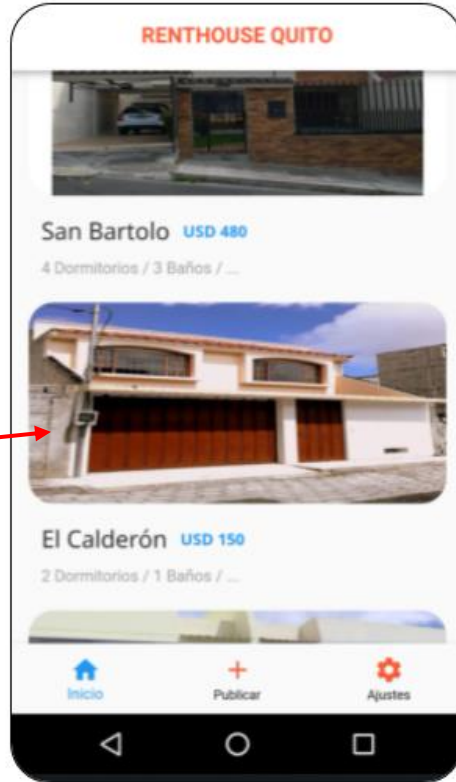 RENTHOUSE QUITO
San Bartolo USD 480
4 Dormitorios / 3 Baños / ...
El Calderón USD 150
2 Dormitorios / 1 Baños / ...
Inicio
Publicar
Ajustes